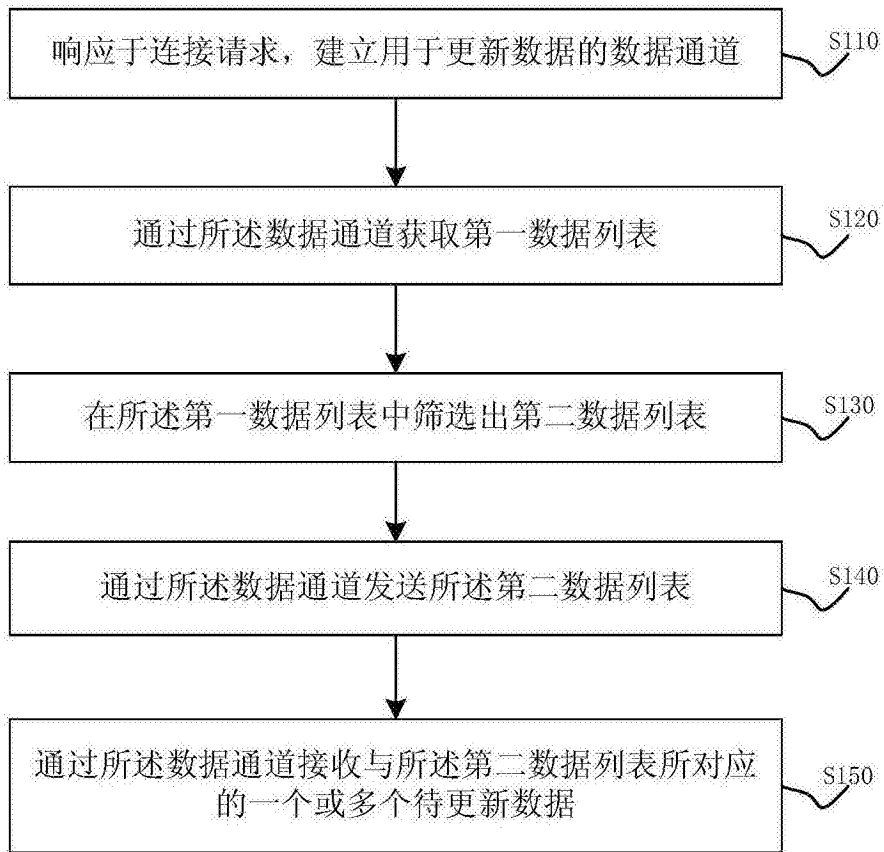 响应于连接请求，建立用于更新数据的数据通道
S110
通过所述数据通道获取第一数据列表
S120
在所述第一数据列表中筛选出第二数据列表
S130
通过所述数据通道发送所述第二数据列表
S140
通过所述数据通道接收与所述第二数据列表所对应
的一个或多个待更新数据
S150